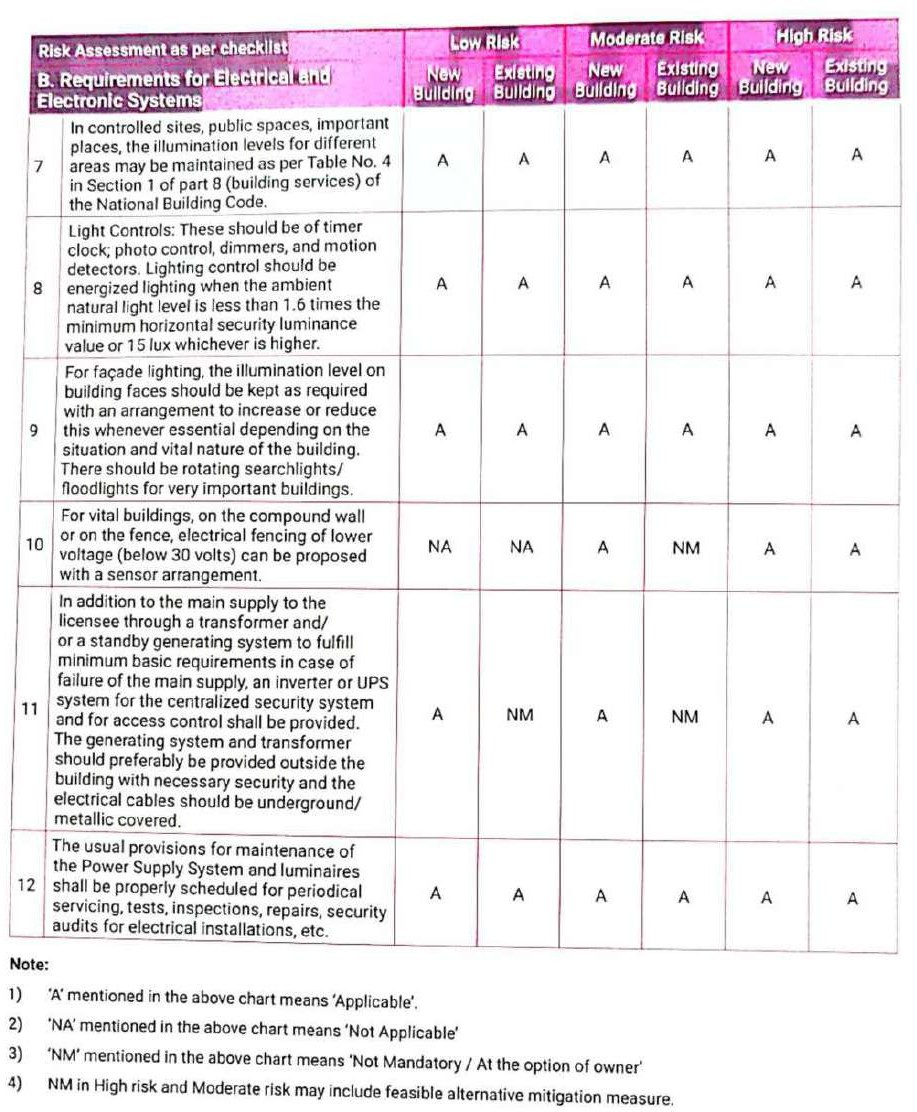 Risk Assessment as per checklist
Low Risk
Moderate Risk
High Risk
B. Requirements for Electrical and
Electronic Systems
New
Building
Existing
Building
New
Building
Existing
Building
New
Building
Existing
Building
7
In controlled sites, public spaces, important
places, the illumination levels for different
areas may be maintained as per Table No. 4
in Section 1 of part 8 (building services) of
the National Building Code.
A A A A A A
8
Light Controls: These should be of timer
clock; photo control, dimmers, and motion
detectors. Lighting control should be
energized lighting when the ambient
natural light level is less than 1.6 times the
minimum horizontal security luminance
value or 15 lux whichever is higher.
A A A A A A
9
For façade lighting, the illumination level on
building faces should be kept as required
with an arrangement to increase or reduce
this whenever essential depending on the
situation and vital nature of the building.
There should be rotating searchlights/
floodlights for very important buildings.
A A A A A A
10
For vital buildings, on the compound wall
or on the fence, electrical fencing of lower
voltage (below 30 volts) can be proposed
with a sensor arrangement.
NA NA A NM A A
11
In addition to the main supply to the
licensee through a transformer and/
or a standby generating system to fulfill
minimum basic requirements in case of
failure of the main supply, an inverter or UPS
system for the centralized security system
and for access control shall be provided.
The generating system and transformer
should preferably be provided outside the
building with necessary security and the
electrical cables should be underground/
metallic covered.
A NM A NM A A
12
The usual provisions for maintenance of
the Power Supply System and luminaires
shall be properly scheduled for periodical
servicing, tests, inspections, repairs, security
audits for electrical installations, etc.
A A A A A A
Note:
1) 'A' mentioned in the above chart means 'Applicable'.
2) 'NA' mentioned in the above chart means 'Not Applicable'
3) 'NM' mentioned in the above chart means 'Not Mandatory / At the option of owner'
4) NM in High risk and Moderate risk may include feasible alternative mitigation measure.